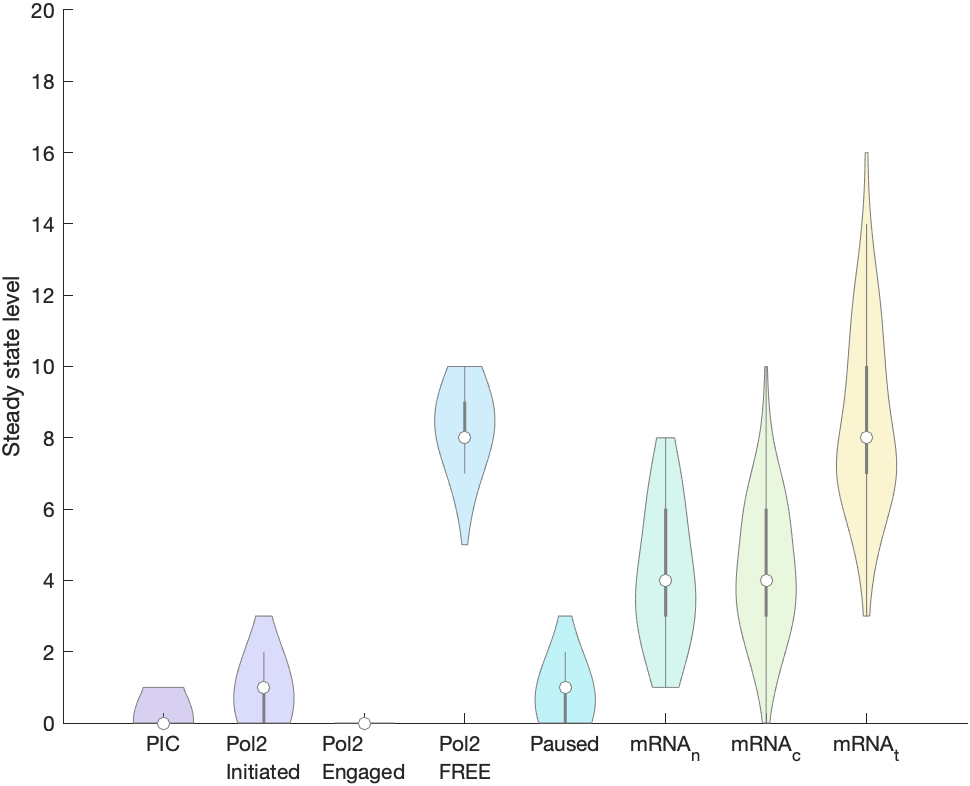 20
18
16
14
12
10
8
6
4
2
0
Steady state level
PIC
Pol2
Initiated
Pol2
Engaged
Pol2
FREE
Paused
mRNAn
mRNAc
mRNAt